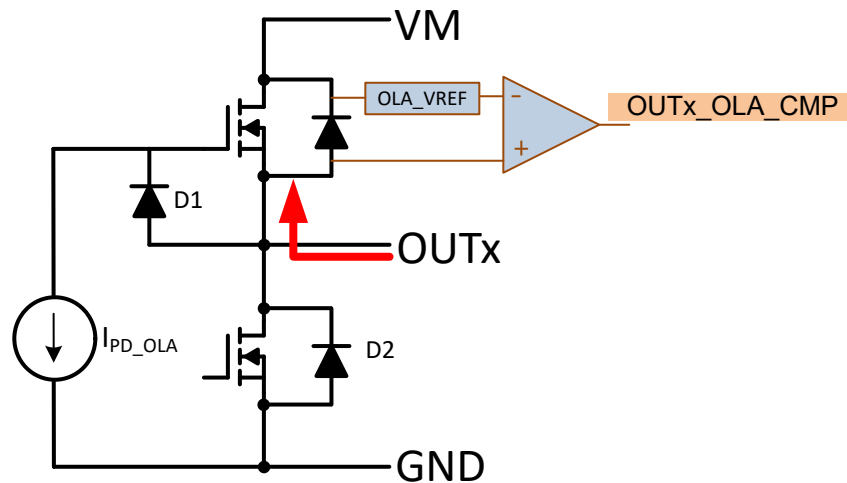 VM
OLA_VREF
-
+
OUTx_OLA_CMP
D1
OUTx
IPD_OLA
D2
GND